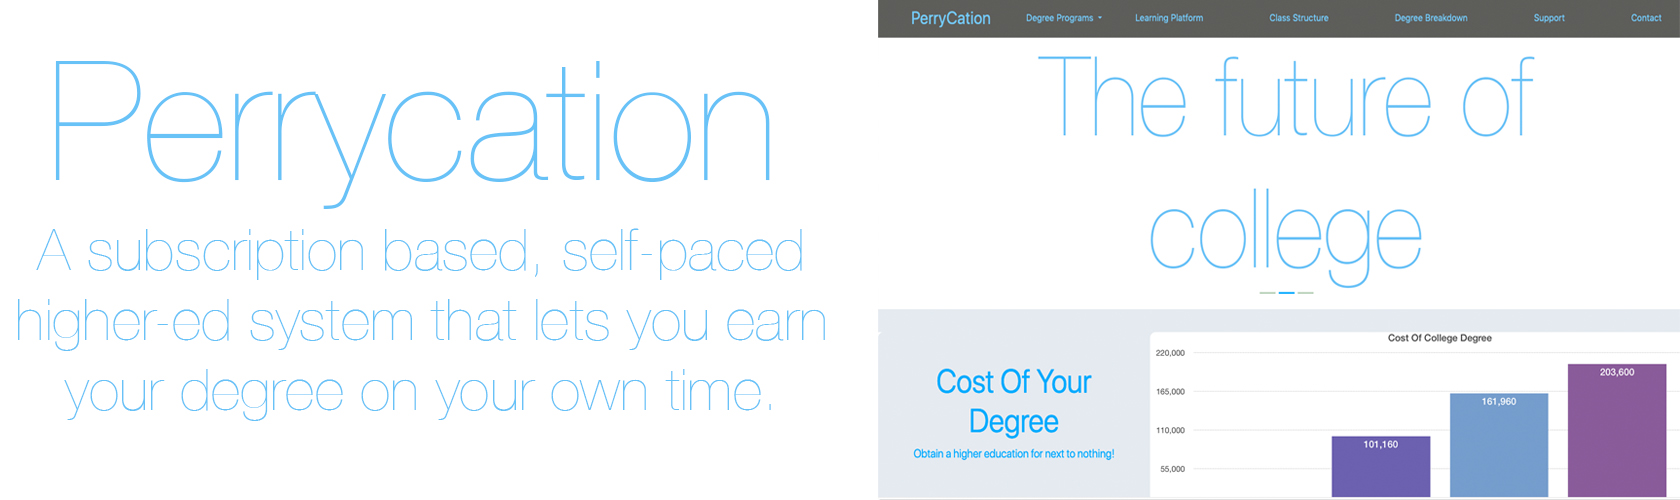 Perrycation
A subscription based, self-paced
higher-ed system that lets you earn
your degree on your own time.
PerryCation Degree Programs Learning Platform Class Structure Degree Breakdown Support Contact
The future of
college
Cost Of Your
Degree
Obtain a higher education for next to nothing!
Cost Of College Degree
220,000
165,000
110,000
55,000
101,160
161,960
203,600